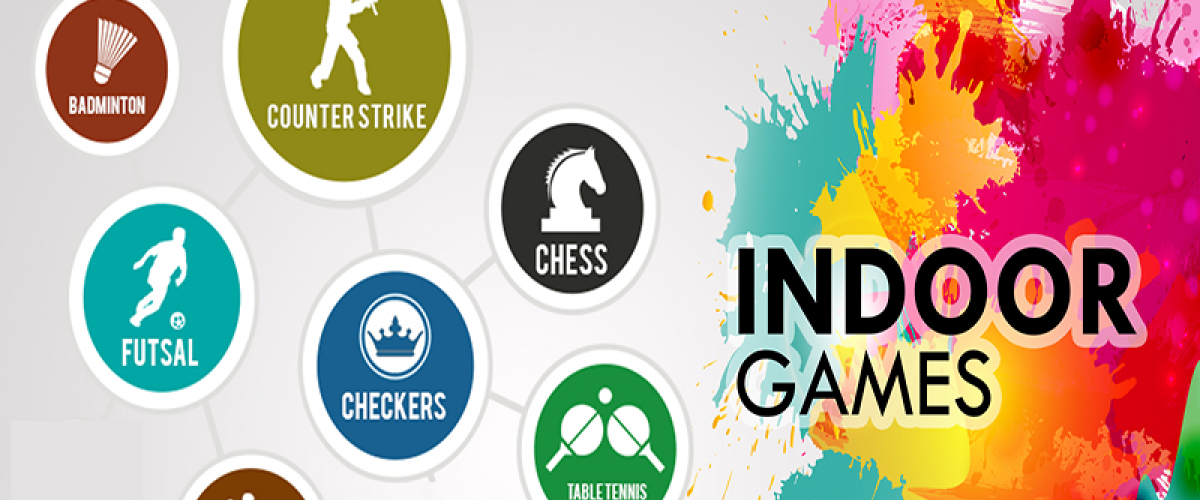 BADMINTON
COUNTER STRIKE
CHESS
FUTSAL
CHECKERS
TABLE TENNIS
INDOOR
GAMES